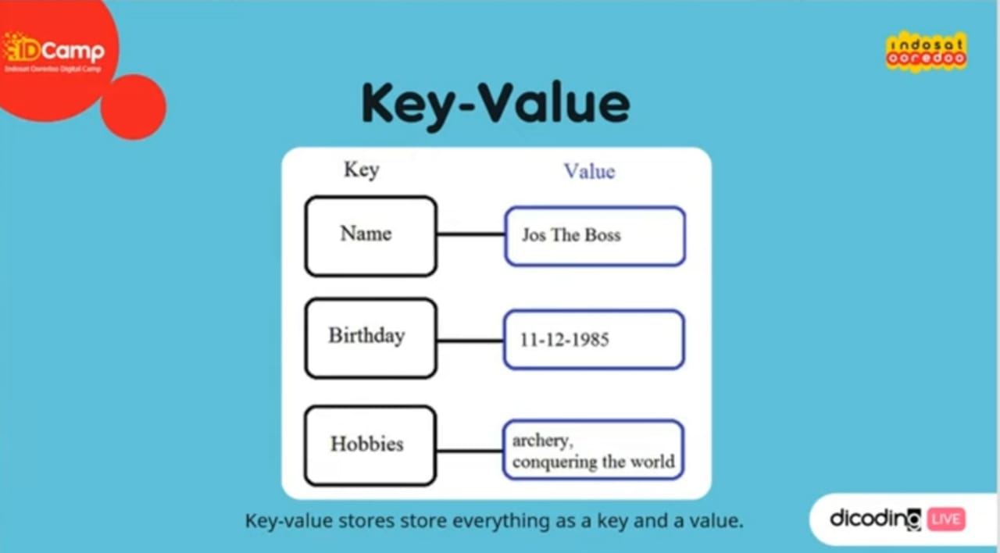 iDCamp
Indosat Ooredoo Digital Camp
indosat
ooredoo
Key-Value
Key Value
Name Jos The Boss
Birthday 11-12-1985
Hobbies archery,
conquering the world
Key-value stores store everything as a key and a value.
dicoding LIVE